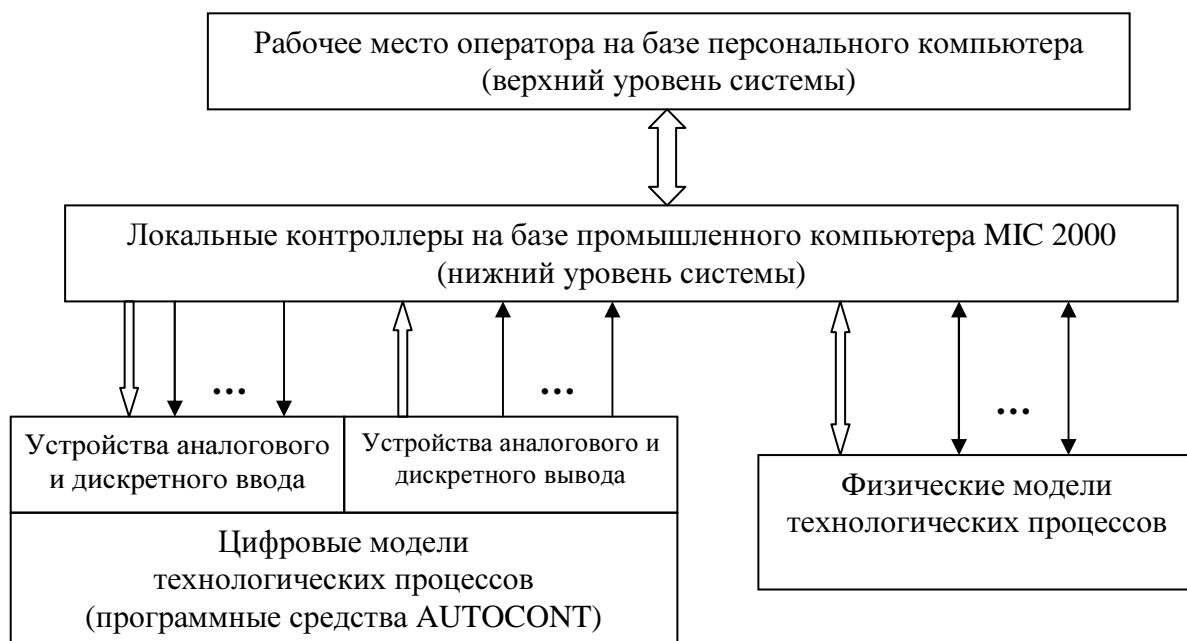 Рабочее место оператора на базе персонального компьютера
(верхний уровень системы)
Локальные контроллеры на базе промышленного компьютера MIC 2000
(нижний уровень системы)
...
...
...
Устройства аналогового
и дискретного ввода
Устройства аналогового и
дискретного вывода
Физические модели
технологических процессов
Цифровые модели
технологических процессов
(программные средства AUTOCONT)